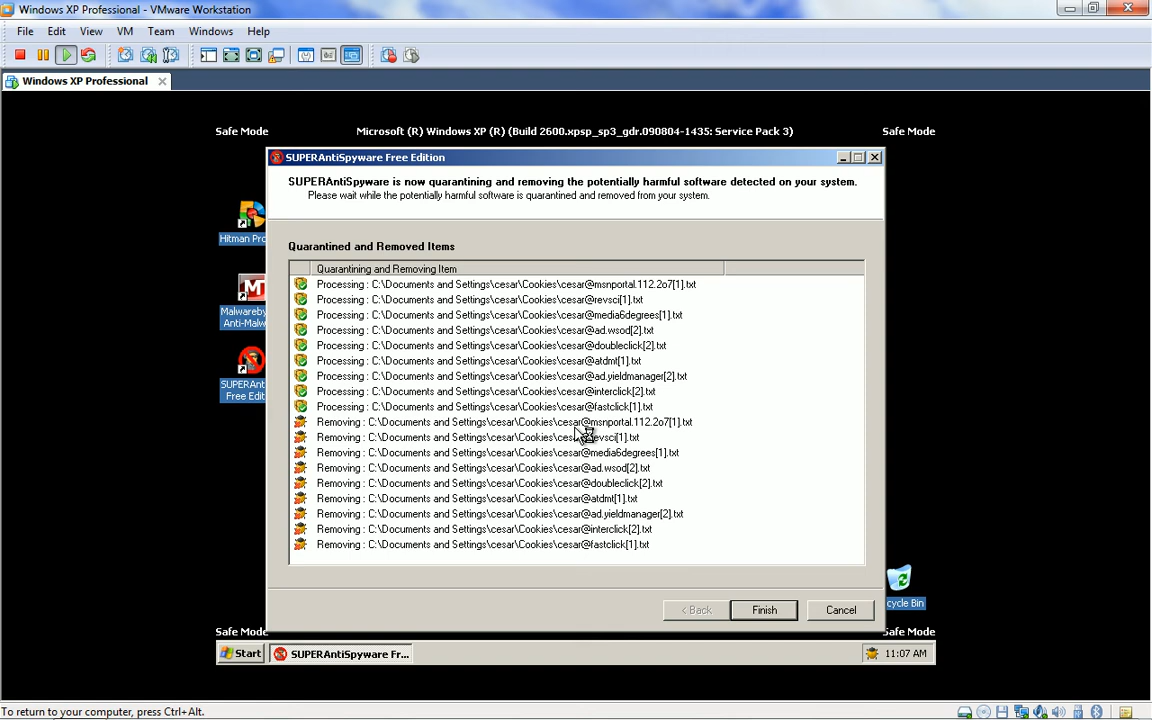 Windows XP Professional - VMware Workstation
File Edit View VM Team Windows Help
Windows XP Professional
Safe Mode Microsoft (R) Windows XP (R) (Build 2600.xpsp_sp3_gdr.090804-1435: Service Pack 3) Safe Mode
SUPERAntiSpyware Free Edition
SUPERAntiSpyware is now quarantining and removing the potentially harmful software detected on your system.
Please wait while the potentially harmful software is quarantined and removed from your system.
Hitman Pro
Quarantined and Removed Items
Quarantining and Removing Item
Processing : C:\Documents and Settings\cesar\Cookies\cesar@msnportal.112.2o7[1].txt
Processing : C:\Documents and Settings\cesar\Cookies\cesar@revsci[1].txt
Processing : C:\Documents and Settings\cesar\Cookies\cesar@media6degrees[1].txt
Processing : C:\Documents and Settings\cesar\Cookies\cesar@ad.wsod[2].txt
Processing : C:\Documents and Settings\cesar\Cookies\cesar@doubleclick[2].txt
Processing : C:\Documents and Settings\cesar\Cookies\cesar@atdmt[1].txt
Processing : C:\Documents and Settings\cesar\Cookies\cesar@ad.yieldmanager[2].txt
Processing : C:\Documents and Settings\cesar\Cookies\cesar@interclick[2].txt
Processing : C:\Documents and Settings\cesar\Cookies\cesar@fastclick[1].txt
Removing : C:\Documents and Settings\cesar\Cookies\cesar@msnportal.112.2o7[1].txt
Removing : C:\Documents and Settings\cesar\Cookies\cesar@revsci[1].txt
Removing : C:\Documents and Settings\cesar\Cookies\cesar@media6degrees[1].txt
Removing : C:\Documents and Settings\cesar\Cookies\cesar@ad.wsod[2].txt
Removing : C:\Documents and Settings\cesar\Cookies\cesar@doubleclick[2].txt
Removing : C:\Documents and Settings\cesar\Cookies\cesar@atdmt[1].txt
Removing : C:\Documents and Settings\cesar\Cookies\cesar@ad.yieldmanager[2].txt
Removing : C:\Documents and Settings\cesar\Cookies\cesar@interclick[2].txt
Removing : C:\Documents and Settings\cesar\Cookies\cesar@fastclick[1].txt
Malwareby
Anti-Malw
SUPERAnti
Free Edit
cycle Bin
< Back Finish Cancel
Safe Mode Safe Mode
Start SUPERAntiSpyware Fr... 11:07 AM
To return to your computer, press Ctrl+Alt.